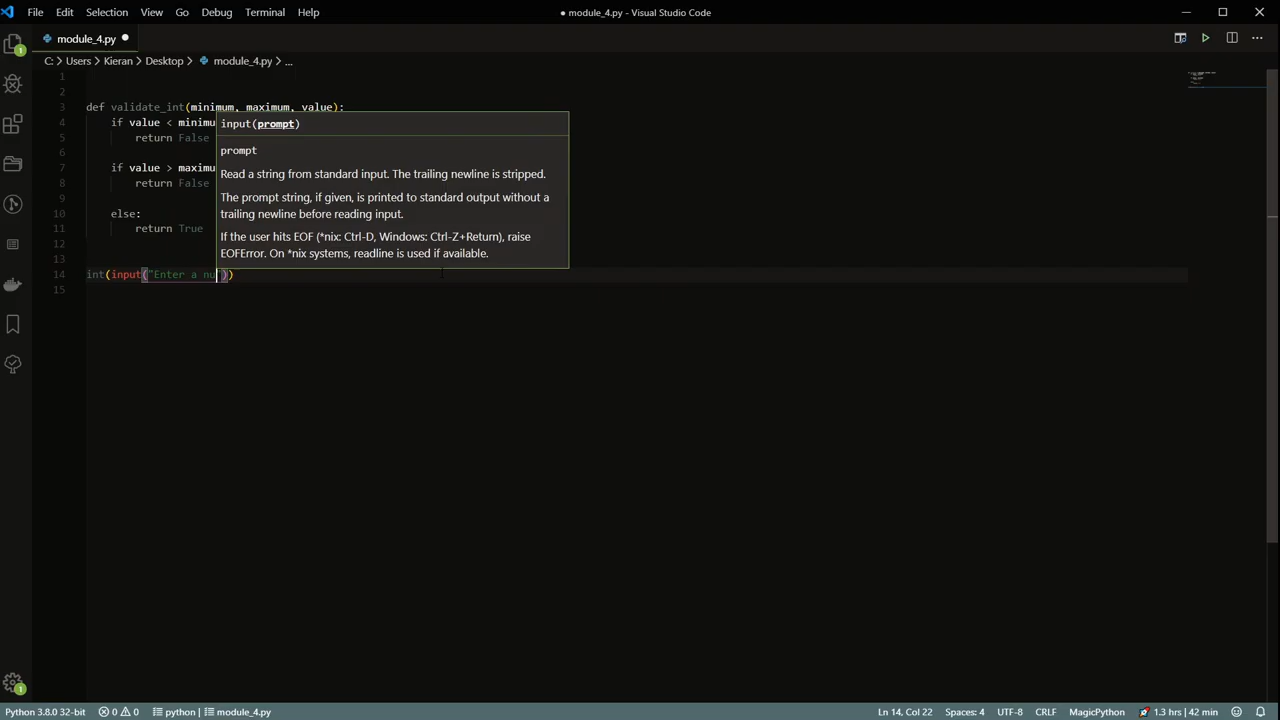 File Edit Selection View Go Debug Terminal Help
● module_4.py - Visual Studio Code
module_4.py
C: > Users > Kieran > Desktop > module_4.py > ...
1
2
3 def validate_int(minimum, maximum, value):
4 if value < minimu
5 return False
6
7 if value > maximu
8 return False
9
10 else:
11 return True
12
13
14 int(input("Enter a nu"))
15
input(prompt)
prompt
Read a string from standard input. The trailing newline is stripped.
The prompt string, if given, is printed to standard output without a
trailing newline before reading input.
If the user hits EOF (*nix: Ctrl-D, Windows: Ctrl-Z+Return), raise
EOFError. On *nix systems, readline is used if available.
1
1
Python 3.8.0 32-bit 0 0 python | module_4.py Ln 14, Col 22 Spaces: 4 UTF-8 CRLF MagicPython 1.3 hrs | 42 min